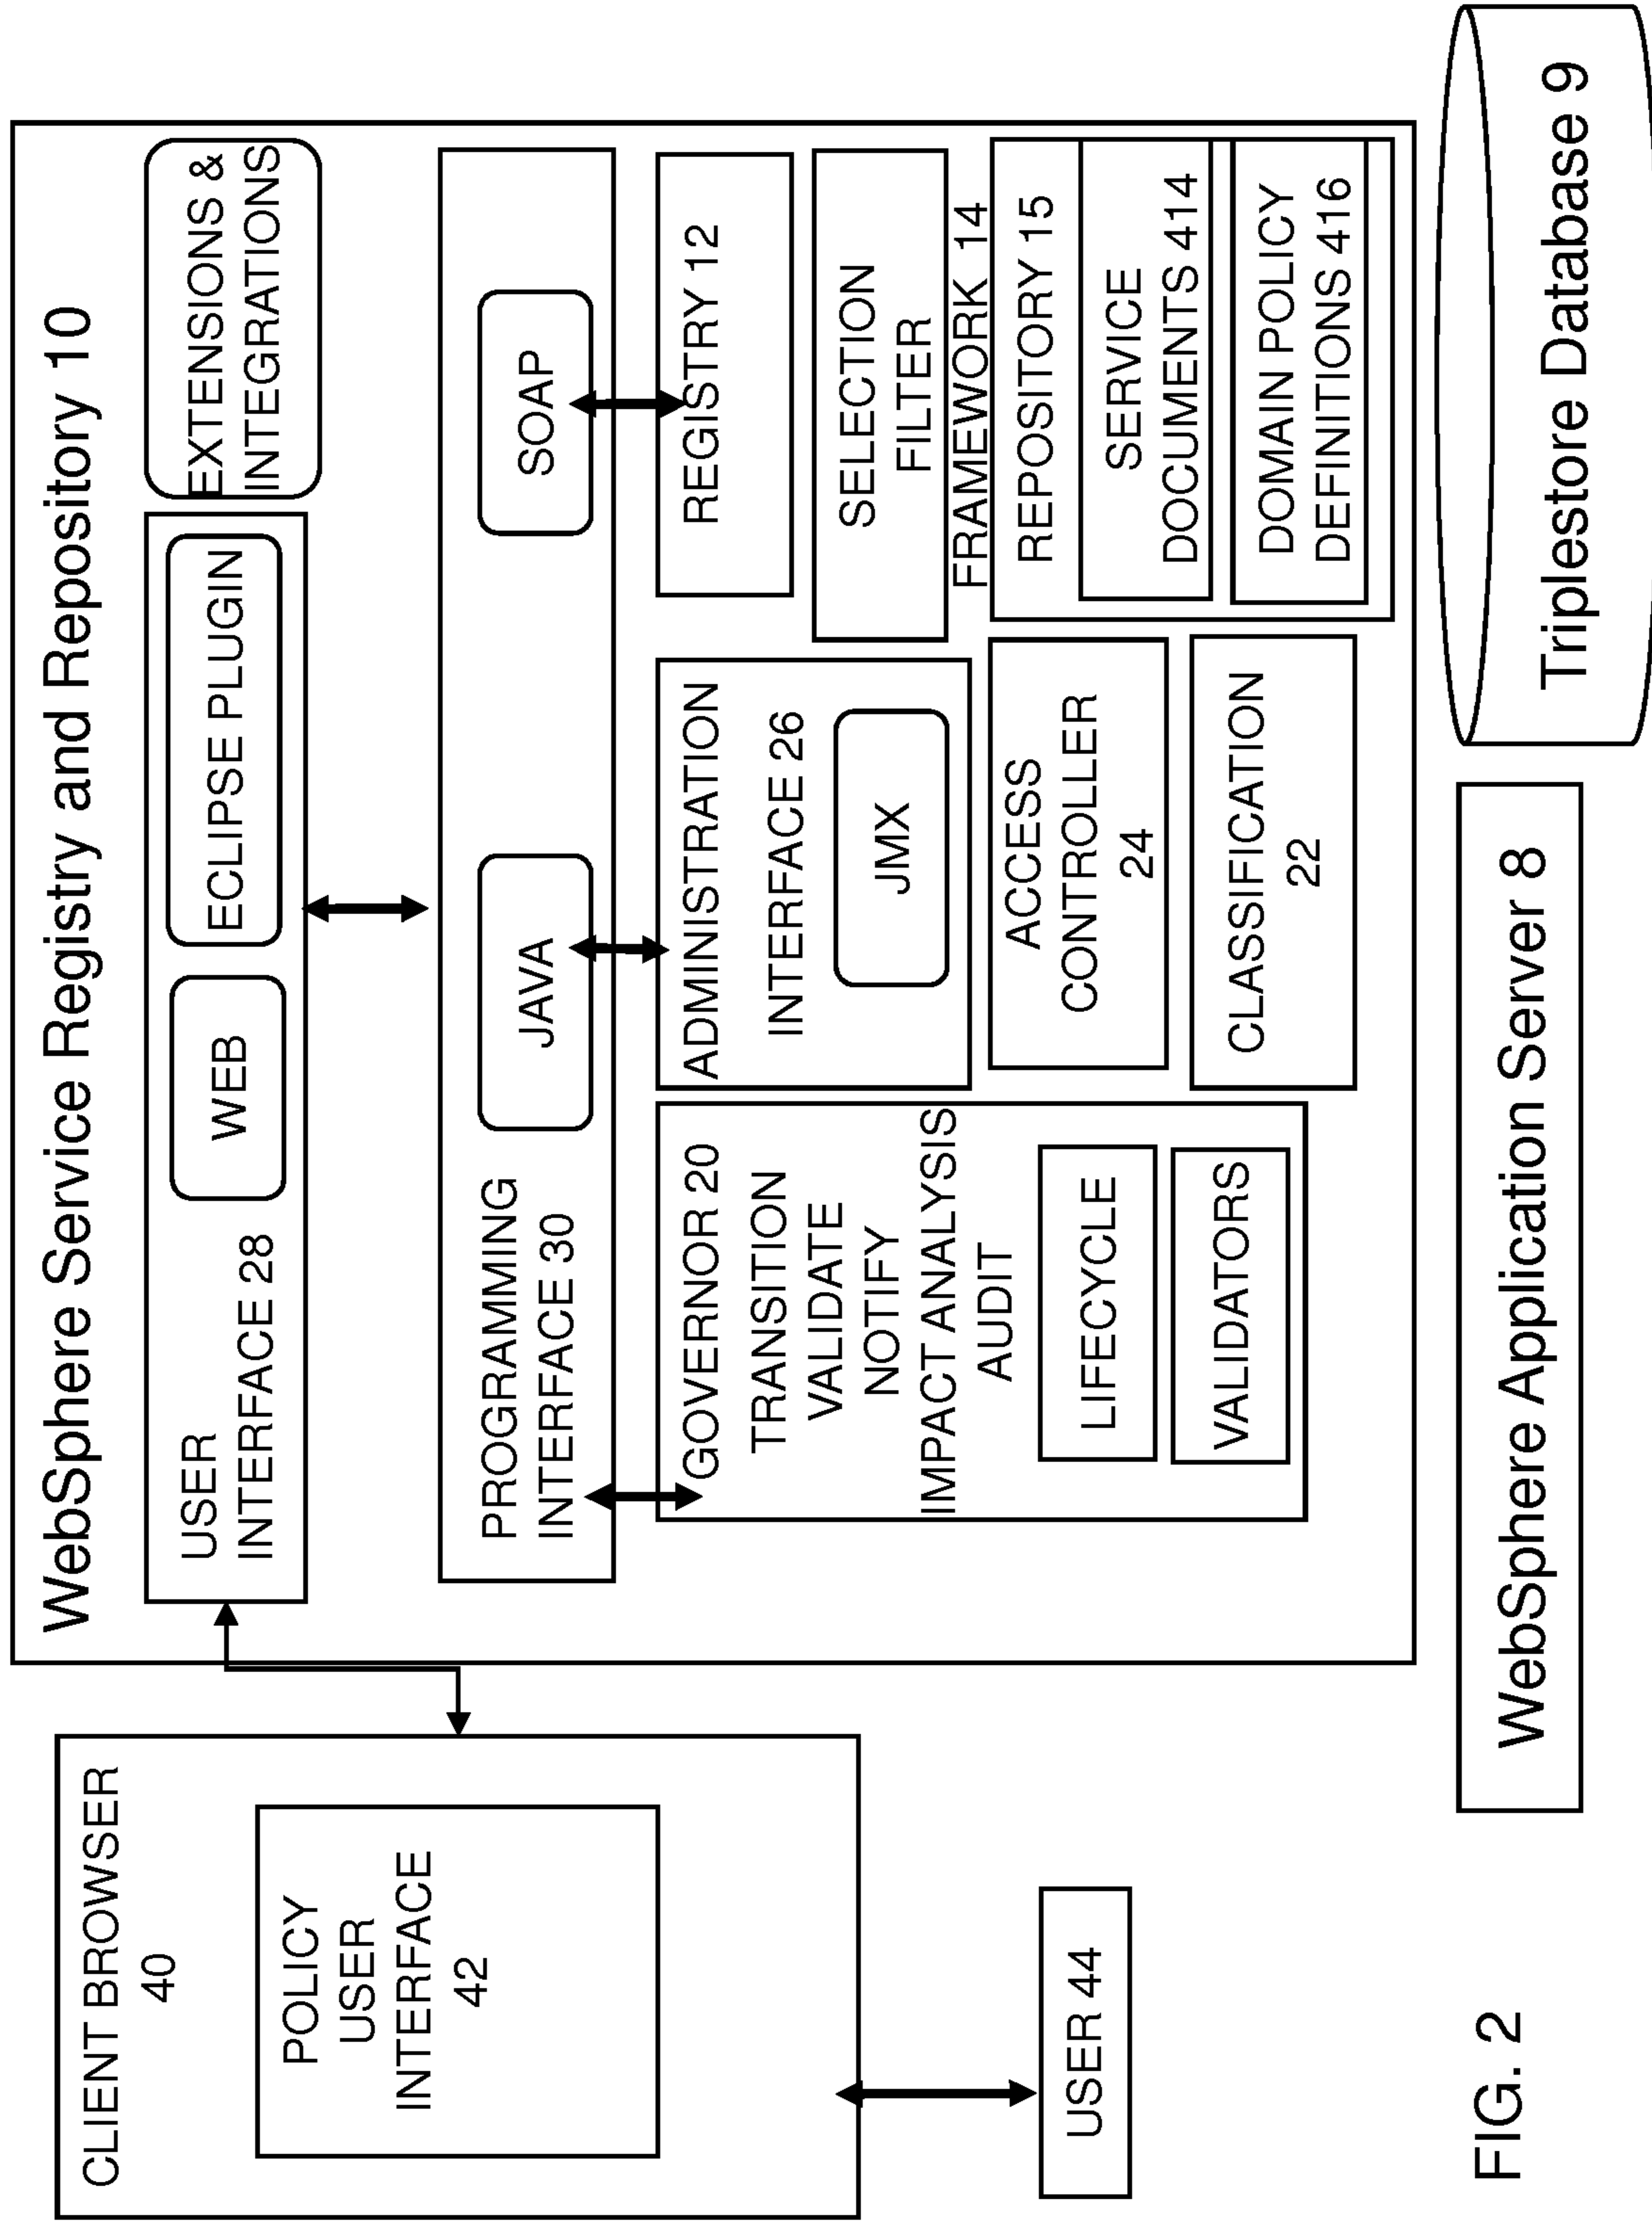 WebSphere Service Registry and Repository 10
CLIENT BROWSER
40
POLICY
USER
INTERFACE
42
USER 44
USER
INTERFACE 28
WEB
ECLIPSE PLUGIN
EXTENSIONS &
INTEGRATIONS
PROGRAMMING
INTERFACE 30
JAVA
SOAP
GOVERNOR 20
TRANSITION
VALIDATE
NOTIFY
IMPACT ANALYSIS
AUDIT
LIFECYCLE
VALIDATORS
ADMINISTRATION
INTERFACE 26
JMX
ACCESS
CONTROLLER
24
CLASSIFICATION
22
REGISTRY 12
SELECTION
FILTER
FRAMEWORK 14
REPOSITORY 15
SERVICE
DOCUMENTS 414
DOMAIN POLICY
DEFINITIONS 416
WebSphere Application Server 8
Triplestore Database 9
FIG. 2